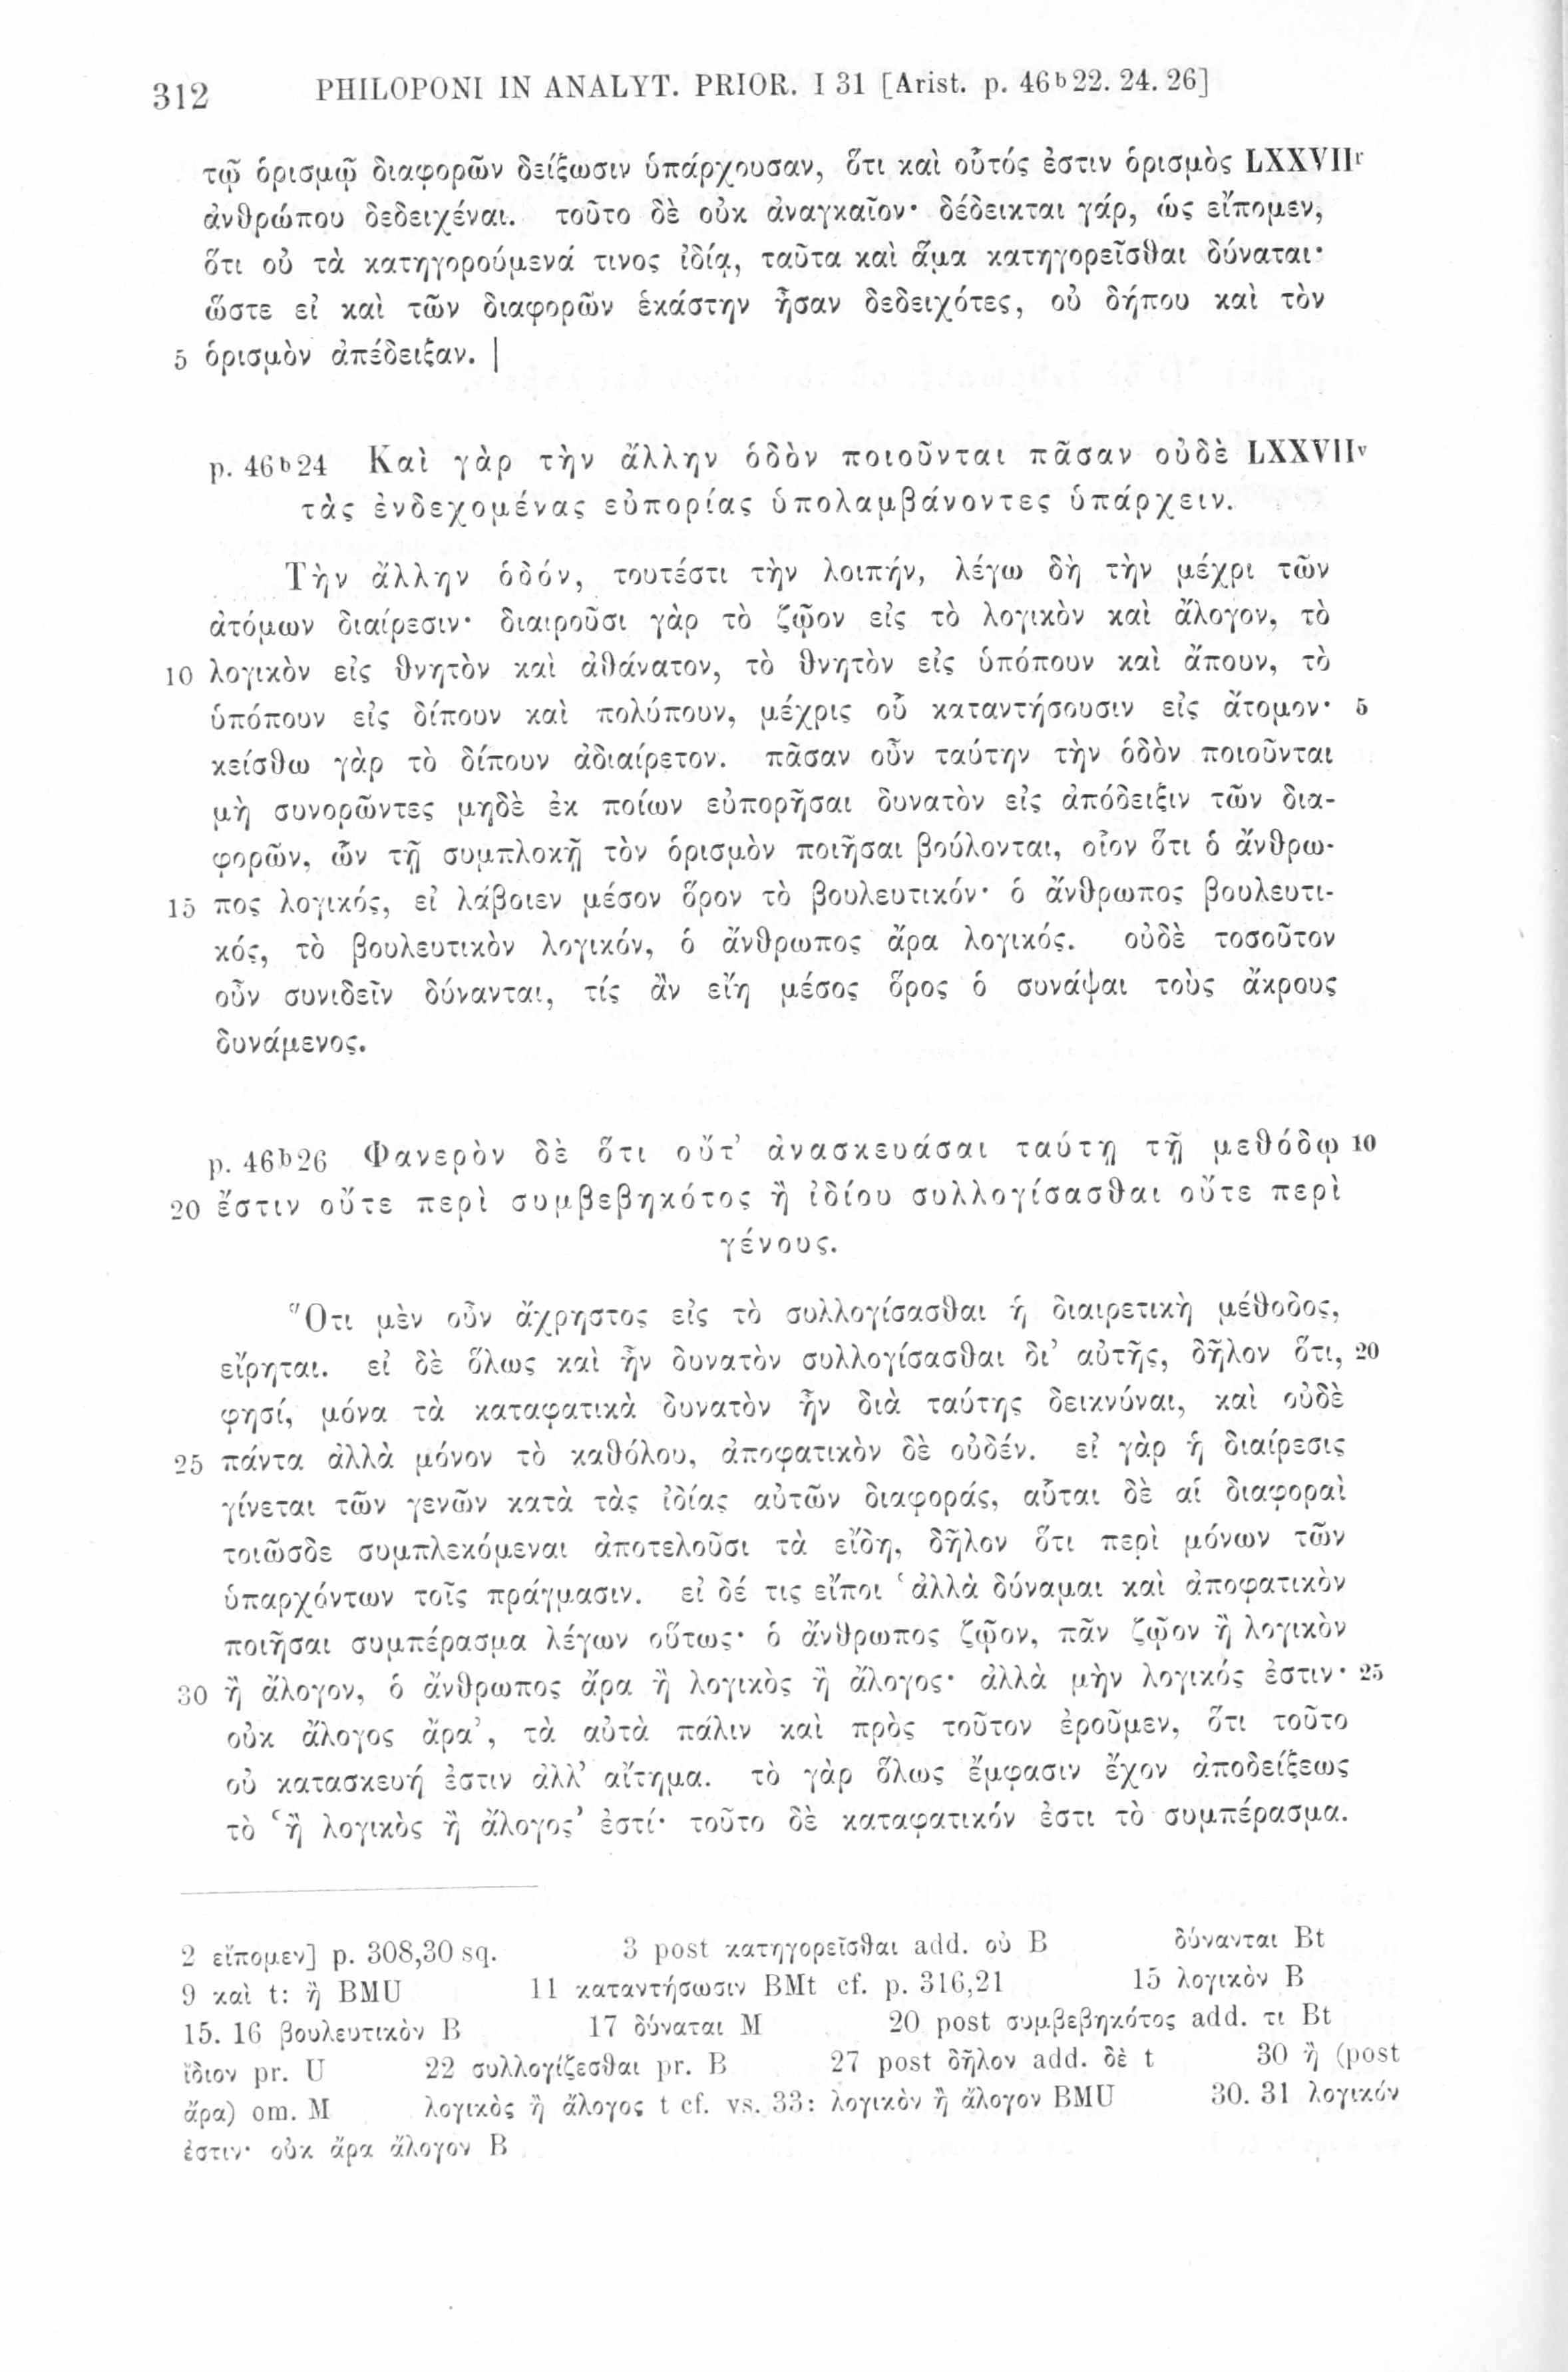 312 PHILOPONI IN ANALYT. PRIOR. I 31 [Arist. p. 46ᵇ22. 24. 26]
τῷ ὁρισμῷ διαφορῶν δείξωσιν ὑπάρχουσαν, ὅτι καὶ οὗτός ἐστιν ὁρισμὸς LXXVIIʳ
ἀνθρώπου δεδειχέναι. τοῦτο δὲ οὐκ ἀναγκαῖον· δέδεικται γάρ, ὡς εἴπομεν,
ὅτι οὐ τὰ κατηγορούμενά τινος ἰδίᾳ, ταῦτα καὶ ἅμα κατηγορεῖσθαι δύναται·
ὥστε εἰ καὶ τῶν διαφορῶν ἑκάστην ἦσαν δεδειχότες, οὐ δήπου καὶ τὸν
5 ὁρισμὸν ἀπέδειξαν. |
p. 46ᵇ24 Καὶ γὰρ τὴν ἄλλην ὁδὸν ποιοῦνται πᾶσαν οὐδὲ LXXVIIᵛ
τὰς ἐνδεχομένας εὐπορίας ὑπολαμβάνοντες ὑπάρχειν.
Τὴν ἄλλην ὁδόν, τουτέστι τὴν λοιπήν, λέγω δὴ τὴν μέχρι τῶν
ἀτόμων διαίρεσιν· διαιροῦσι γὰρ τὸ ζῷον εἰς τὸ λογικὸν καὶ ἄλογον, τὸ
10 λογικὸν εἰς θνητὸν καὶ ἀθάνατον, τὸ θνητὸν εἰς ὑπόπουν καὶ ἄπουν, τὸ
ὑπόπουν εἰς δίπουν καὶ πολύπουν, μέχρις οὗ καταντήσουσιν εἰς ἄτομον· 5
κείσθω γὰρ τὸ δίπουν ἀδιαίρετον. πᾶσαν οὖν ταύτην τὴν ὁδὸν ποιοῦνται
μὴ συνορῶντες μηδὲ ἐκ ποίων εὐπορῆσαι δυνατὸν εἰς ἀπόδειξιν τῶν δια-
φορῶν, ὧν τῇ συμπλοκῇ τὸν ὁρισμὸν ποιῆσαι βούλονται, οἷον ὅτι ὁ ἄνθρω-
15 πος λογικός, εἰ λάβοιεν μέσον ὅρον τὸ βουλευτικόν· ὁ ἄνθρωπος βουλευτι-
κός, τὸ βουλευτικὸν λογικόν, ὁ ἄνθρωπος ἄρα λογικός. οὐδὲ τοσοῦτον
οὖν συνιδεῖν δύνανται, τίς ἂν εἴη μέσος ὅρος ὁ συνάψαι τοὺς ἄκρους
δυνάμενος.
p. 46ᵇ26 Φανερὸν δὲ ὅτι οὔτ’ ἀνασκευάσαι ταύτῃ τῇ μεθόδῳ 10
20 ἔστιν οὔτε περὶ συμβεβηκότος ἢ ἰδίου συλλογίσασθαι οὔτε περὶ
γένους.
Ὅτι μὲν οὖν ἄχρηστος εἰς τὸ συλλογίσασθαι ἡ διαιρετικὴ μέθοδος,
εἴρηται. εἰ δὲ ὅλως καὶ ἦν δυνατὸν συλλογίσασθαι δι’ αὐτῆς, δῆλον ὅτι, 20
φησί, μόνα τὰ καταφατικὰ δυνατὸν ἦν διὰ ταύτης δεικνύναι, καὶ οὐδὲ
25 πάντα ἀλλὰ μόνον τὸ καθόλου, ἀποφατικὸν δὲ οὐδέν. εἰ γὰρ ἡ διαίρεσις
γίνεται τῶν γενῶν κατὰ τὰς ἰδίας αὐτῶν διαφοράς, αὗται δὲ αἱ διαφοραὶ
τοιῶσδε συμπλεκόμεναι ἀποτελοῦσι τὰ εἴδη, δῆλον ὅτι περὶ μόνων τῶν
ὑπαρχόντων τοῖς πράγμασιν. εἰ δέ τις εἴποι ‘ἀλλὰ δύναμαι καὶ ἀποφατικὸν
ποιῆσαι συμπέρασμα λέγων οὕτως· ὁ ἄνθρωπος ζῷον, πᾶν ζῷον ἢ λογικὸν
30 ἢ ἄλογον, ὁ ἄνθρωπος ἄρα ἢ λογικὸς ἢ ἄλογος· ἀλλὰ μὴν λογικός ἐστιν· 25
οὐκ ἄλογος ἄρα’, τὰ αὐτὰ πάλιν καὶ πρὸς τοῦτον ἐροῦμεν, ὅτι τοῦτο
οὐ κατασκευή ἐστιν ἀλλ’ αἴτημα. τὸ γὰρ ὅλως ἔμφασιν ἔχον ἀποδείξεως
τὸ ‘ἢ λογικὸς ἢ ἄλογος’ ἐστί· τοῦτο δὲ καταφατικόν ἐστι τὸ συμπέρασμα.
2 εἴπομεν] p. 308,30 sq. 3 post κατηγορεῖσθαι add. οὐ B δύνανται Bt
9 καὶ t: ἢ BMU 11 καταντήσωσιν BMt cf. p. 316,21 15 λογικὸν B
15. 16 βουλευτικὸν B 17 δύναται M 20 post συμβεβηκότος add. τι Bt
ἴδιον pr. U 22 συλλογίζεσθαι pr. B 27 post δῆλον add. δὲ t 30 ἢ (post
ἄρα) om. M λογικὸς ἢ ἄλογος t cf. vs. 33: λογικὸν ἢ ἄλογον BMU 30. 31 λογικόν
ἐστιν· οὐκ ἄρα ἄλογον B